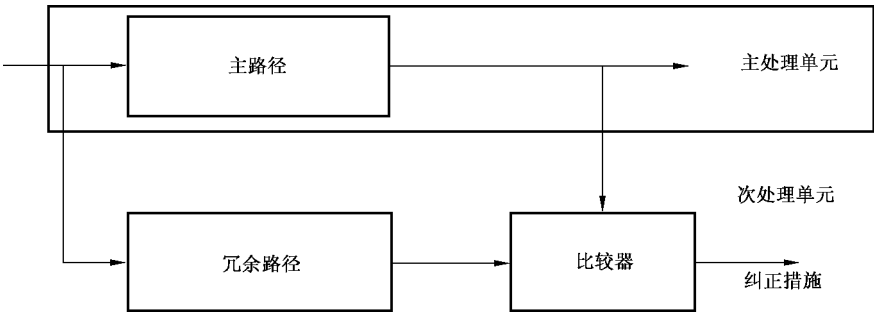 主路径
主处理单元
次处理单元
冗余路径
比较器
纠正措施